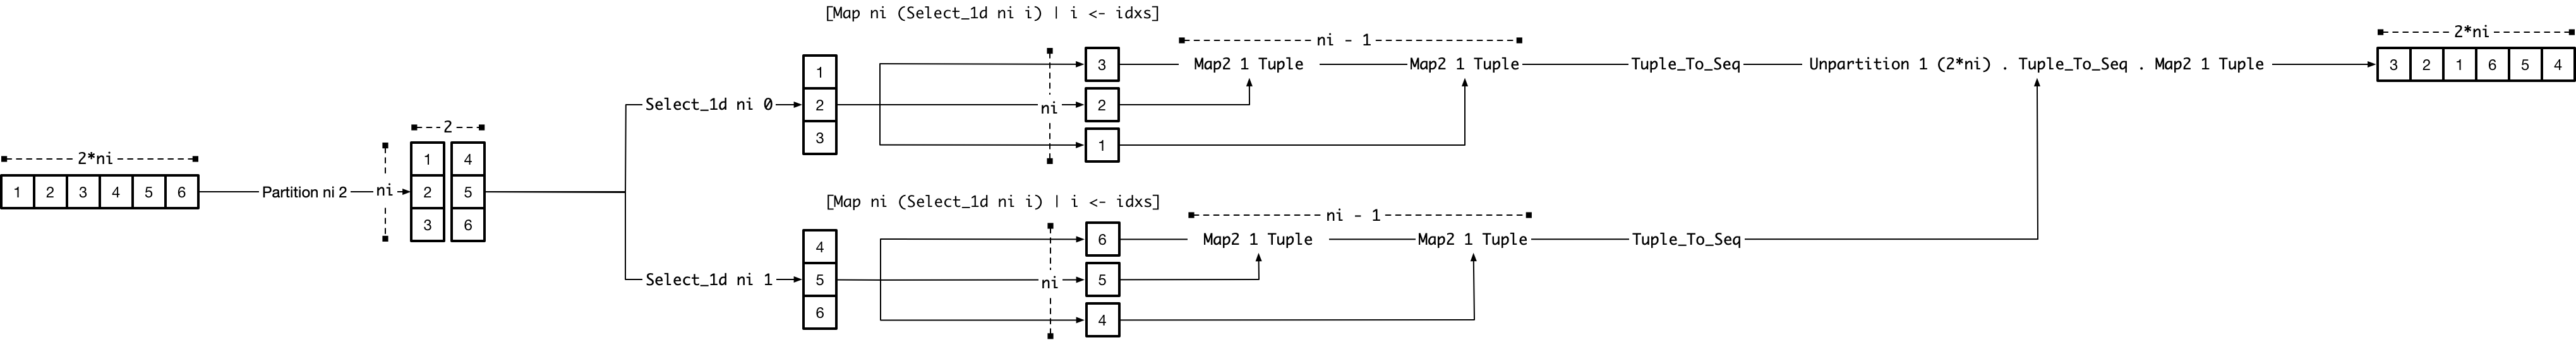 [Map ni (Select_1d ni i) | i <- idxs]
2*ni
1 2 3 4 5 6
Partition ni 2
ni
2
1 4
2 5
3 6
Select_1d ni 0
1
2
3
ni
3
2
1
ni - 1
Map2 1 Tuple
Map2 1 Tuple
Tuple_To_Seq
Unpartition 1 (2*ni) . Tuple_To_Seq . Map2 1 Tuple
2*ni
3 2 1 6 5 4
[Map ni (Select_1d ni i) | i <- idxs]
Select_1d ni 1
4
5
6
ni
6
5
4
ni - 1
Map2 1 Tuple
Map2 1 Tuple
Tuple_To_Seq